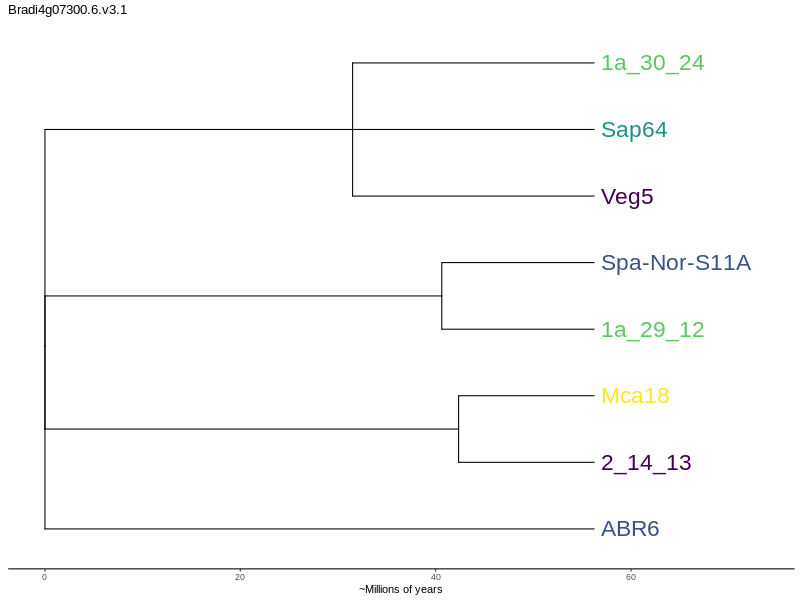 Bradi4g07300.6.v3.1
1a_30_24
Sap64
Veg5
Spa-Nor-S11A
1a_29_12
Mca18
2_14_13
ABR6
0 20 40 60
~Millions of years